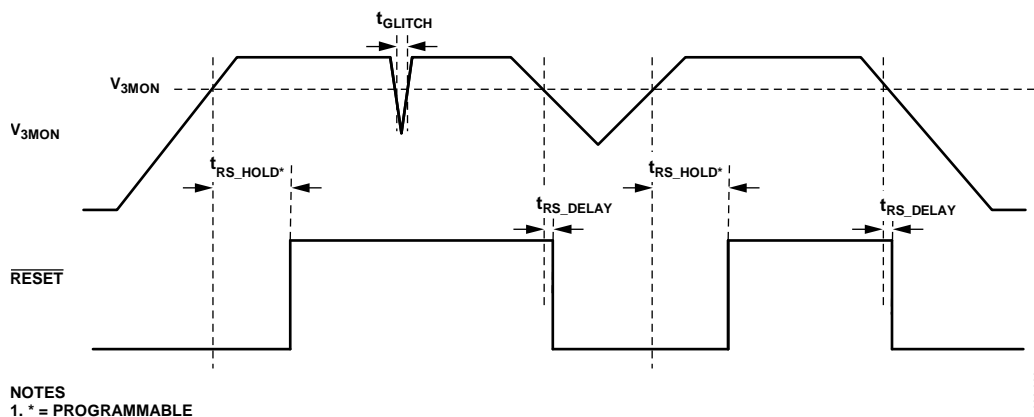 tGLITCH
V3MON
V3MON
tRS_HOLD*
tRS_HOLD*
tRS_DELAY
tRS_DELAY
RESET
NOTES
1. * = PROGRAMMABLE